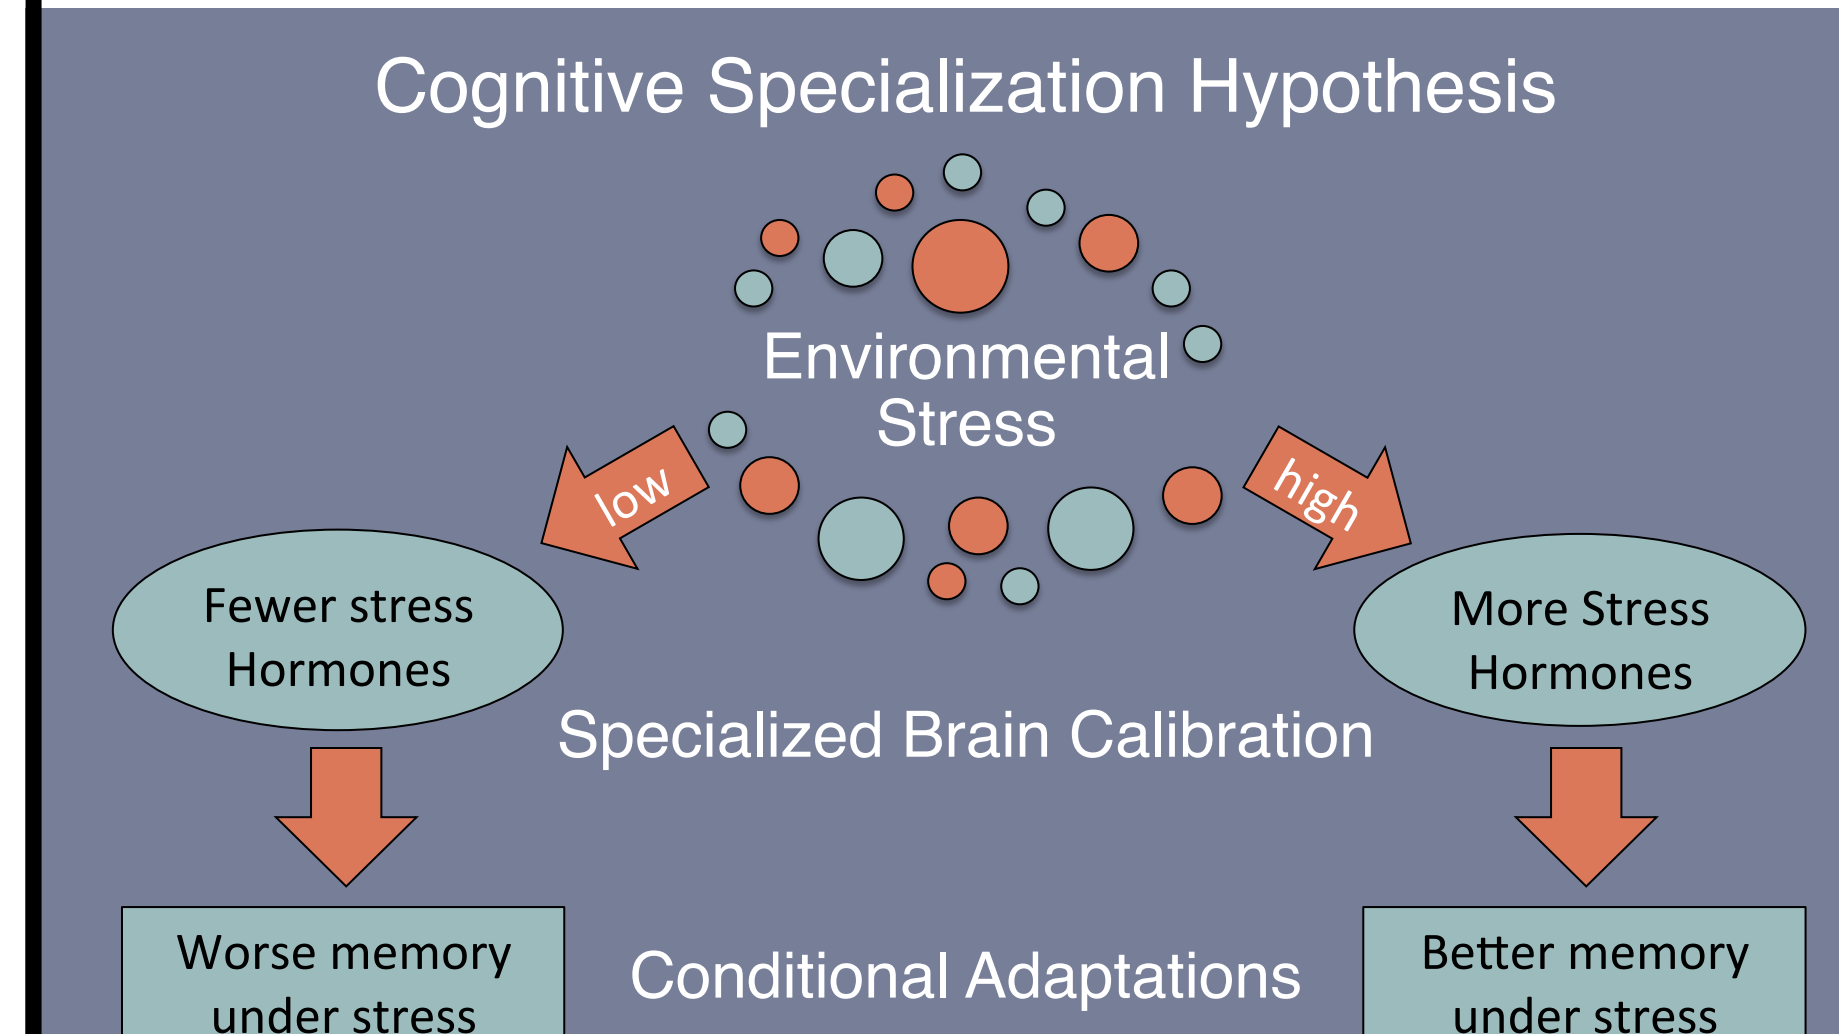 Cognitive Specialization Hypothesis
Environmental
Stress
low
high
Fewer stress
Hormones
More Stress
Hormones
Specialized Brain Calibration
Worse memory
under stress
Conditional Adaptations
Better memory
under stress